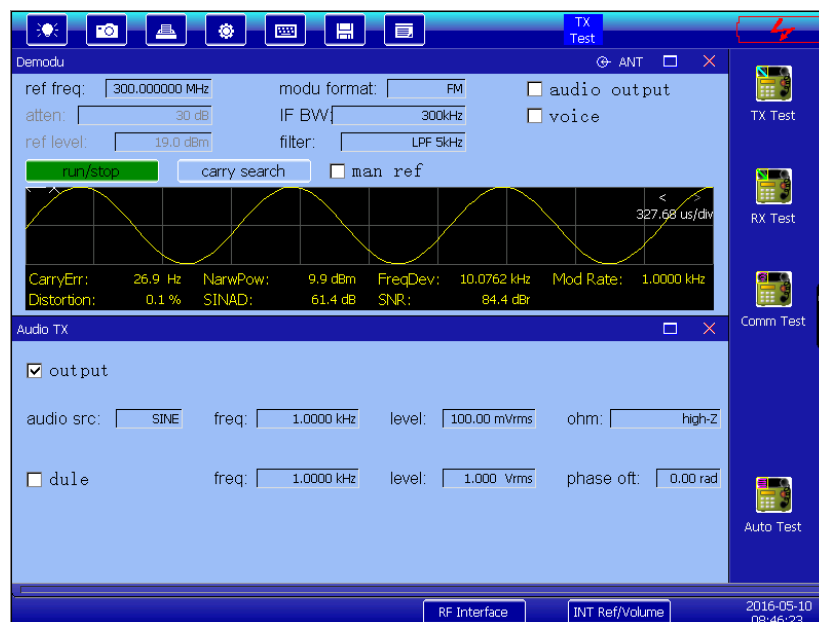 TX
Test
Demodu
ANT
ref freq: 300.000000 MHz modu format: FM audio output
atten: 30 dB IF BW: 300kHz voice
ref level: 19.0 dBm filter: LPF 5kHz
run/stop carry search man ref
< >
327.68 us/div
CarryErr: 26.9 Hz NarwPow: 9.9 dBm FreqDev: 10.0762 kHz Mod Rate: 1.0000 kHz
Distortion: 0.1 % SINAD: 61.4 dB SNR: 84.4 dBr
Audio TX
output
audio src: SINE freq: 1.0000 kHz level: 100.00 mVrms ohm: high-Z
dule freq: 1.0000 kHz level: 1.000 Vrms phase oft: 0.00 rad
TX Test
RX Test
Comm Test
Auto Test
RF Interface INT Ref/Volume 2016-05-10
08:46:23